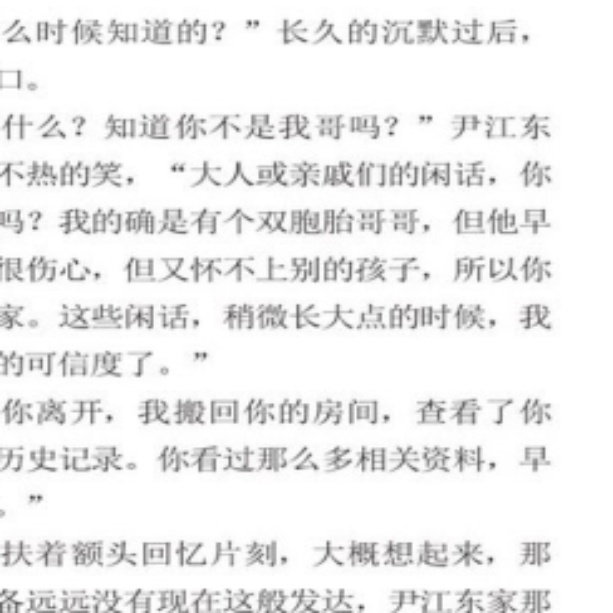 么时候知道的？”长久的沉默过后，
口。
什么？知道你不是我哥吗？”尹江东
不热的笑，“大人或亲戚们的闲话，你
吗？我的确是有个双胞胎哥哥，但他早
很伤心，但又怀不上别的孩子，所以你
家。这些闲话，稍微长大点的时候，我
的可信度了。”
你离开，我搬回你的房间，查看了你
历史记录。你看过那么多相关资料，早
。”
扶着额头回忆片刻，大概想起来，那
备远远没有现在这般发达，尹江东家那